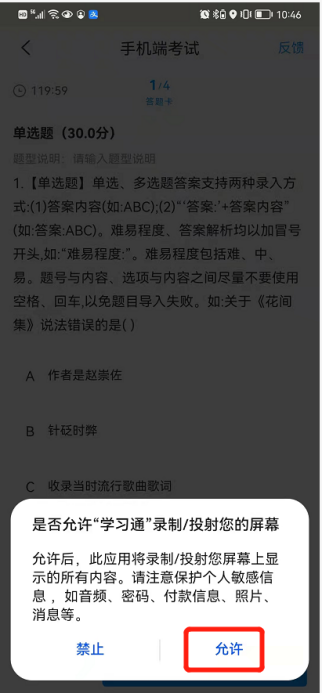 10:46
手机端考试
反馈
119:59
1/4
答题卡
单选题（30.0分）
题型说明：请输入题型说明
1.【单选题】单选、多选题答案支持两种录入方
式:(1)答案内容(如:ABC);(2)“‘答案:’+答案内容”
(如:答案:ABC)。难易程度、答案解析均以加冒号
开头,如:“难易程度:”。难易程度包括难、中、
易。题号与内容、选项与内容之间尽量不要使用
空格、回车,以免题目导入失败。如:关于《花间
集》说法错误的是( )
A 作者是赵崇佐
B 针砭时弊
C 收录当时流行歌曲歌词
是否允许“学习通”录制/投射您的屏幕
允许后，此应用将录制/投射您屏幕上显
示的所有内容。请注意保护个人敏感信
息，如音频、密码、付款信息、照片、
消息等。
禁止 允许